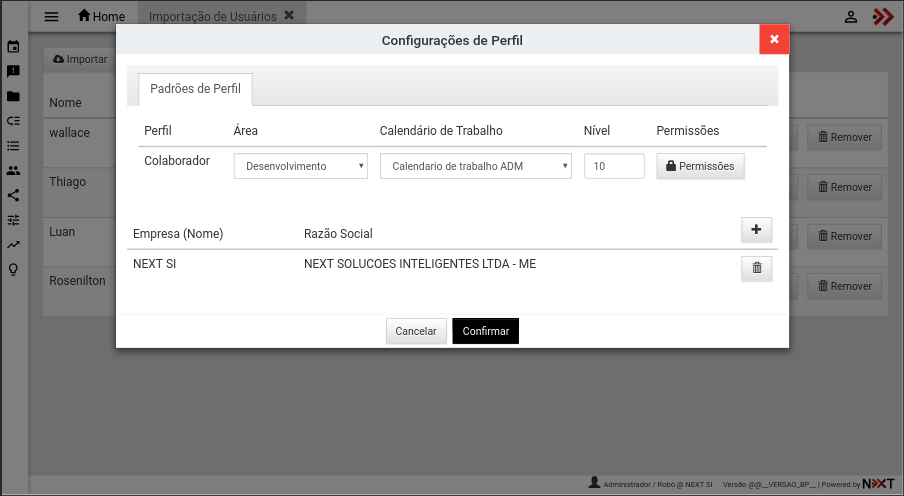 Home
Importação de Usuários
Configurações de Perfil
Importar
Padrões de Perfil
Nome
Perfil Área Calendário de Trabalho Nível Permissões
wallace
Remover
Colaborador Desenvolvimento Calendario de trabalho ADM 10 Permissões
Thiago
Remover
Luan
Remover
Empresa (Nome) Razão Social
NEXT SI NEXT SOLUCOES INTELIGENTES LTDA - ME
Rosenilton
Remover
Cancelar Confirmar
Administrador / Robô @ NEXT SI Versão @@__VERSAO_BP__ | Powered by NEXT